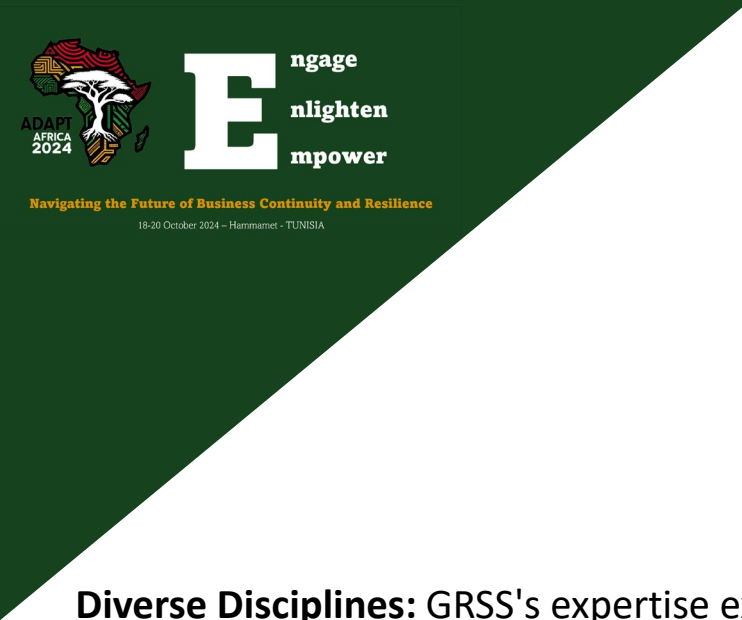 ADAPT
AFRICA
2024
E
ngage
nlighten
mpower
Navigating the Future of Business Continuity and Resilience
18-20 October 2024 – Hammamet - TUNISIA
Diverse Disciplines: GRSS's expertise